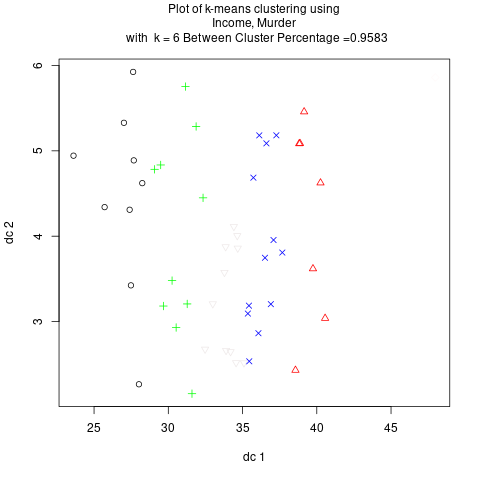 Plot of k-means clustering using
Income, Murder
with k = 6 Between Cluster Percentage =0.9583
6
5
4
3
dc 2
25 30 35 40 45
dc 1